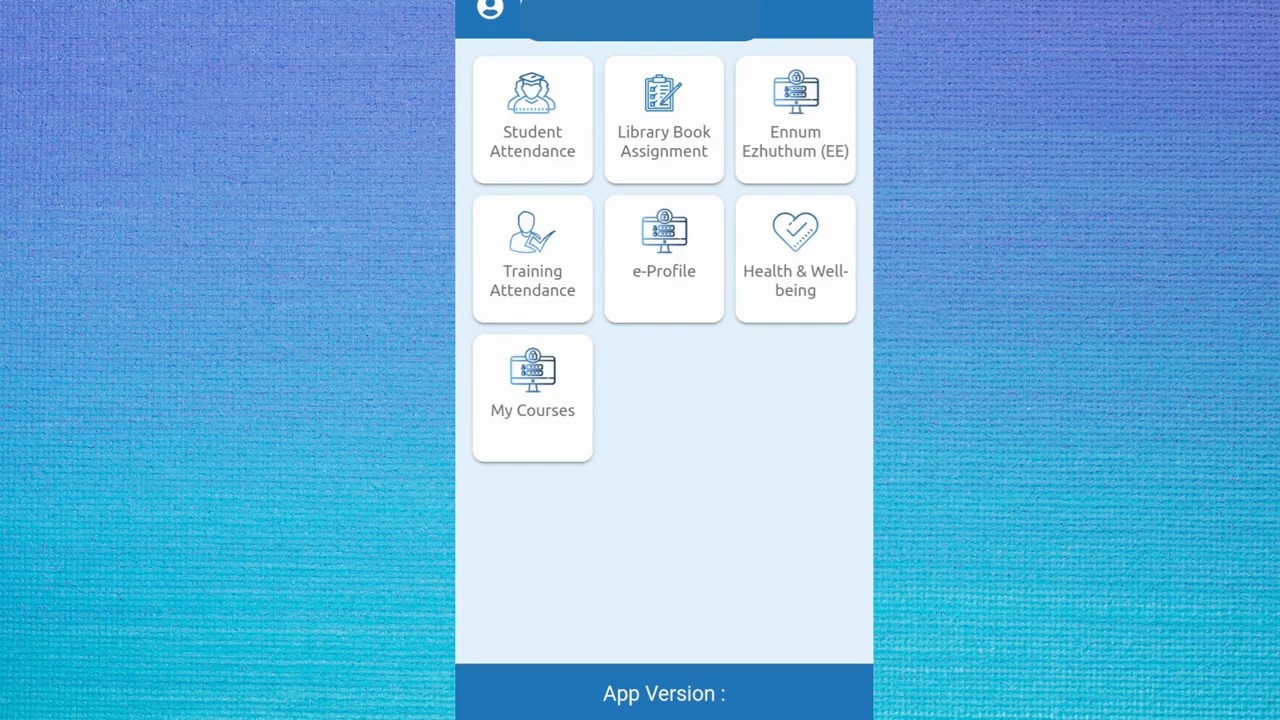 Student
Attendance
Library Book
Assignment
Ennum
Ezhuthum (EE)
Training
Attendance
e-Profile
Health & Well-
being
My Courses
App Version :